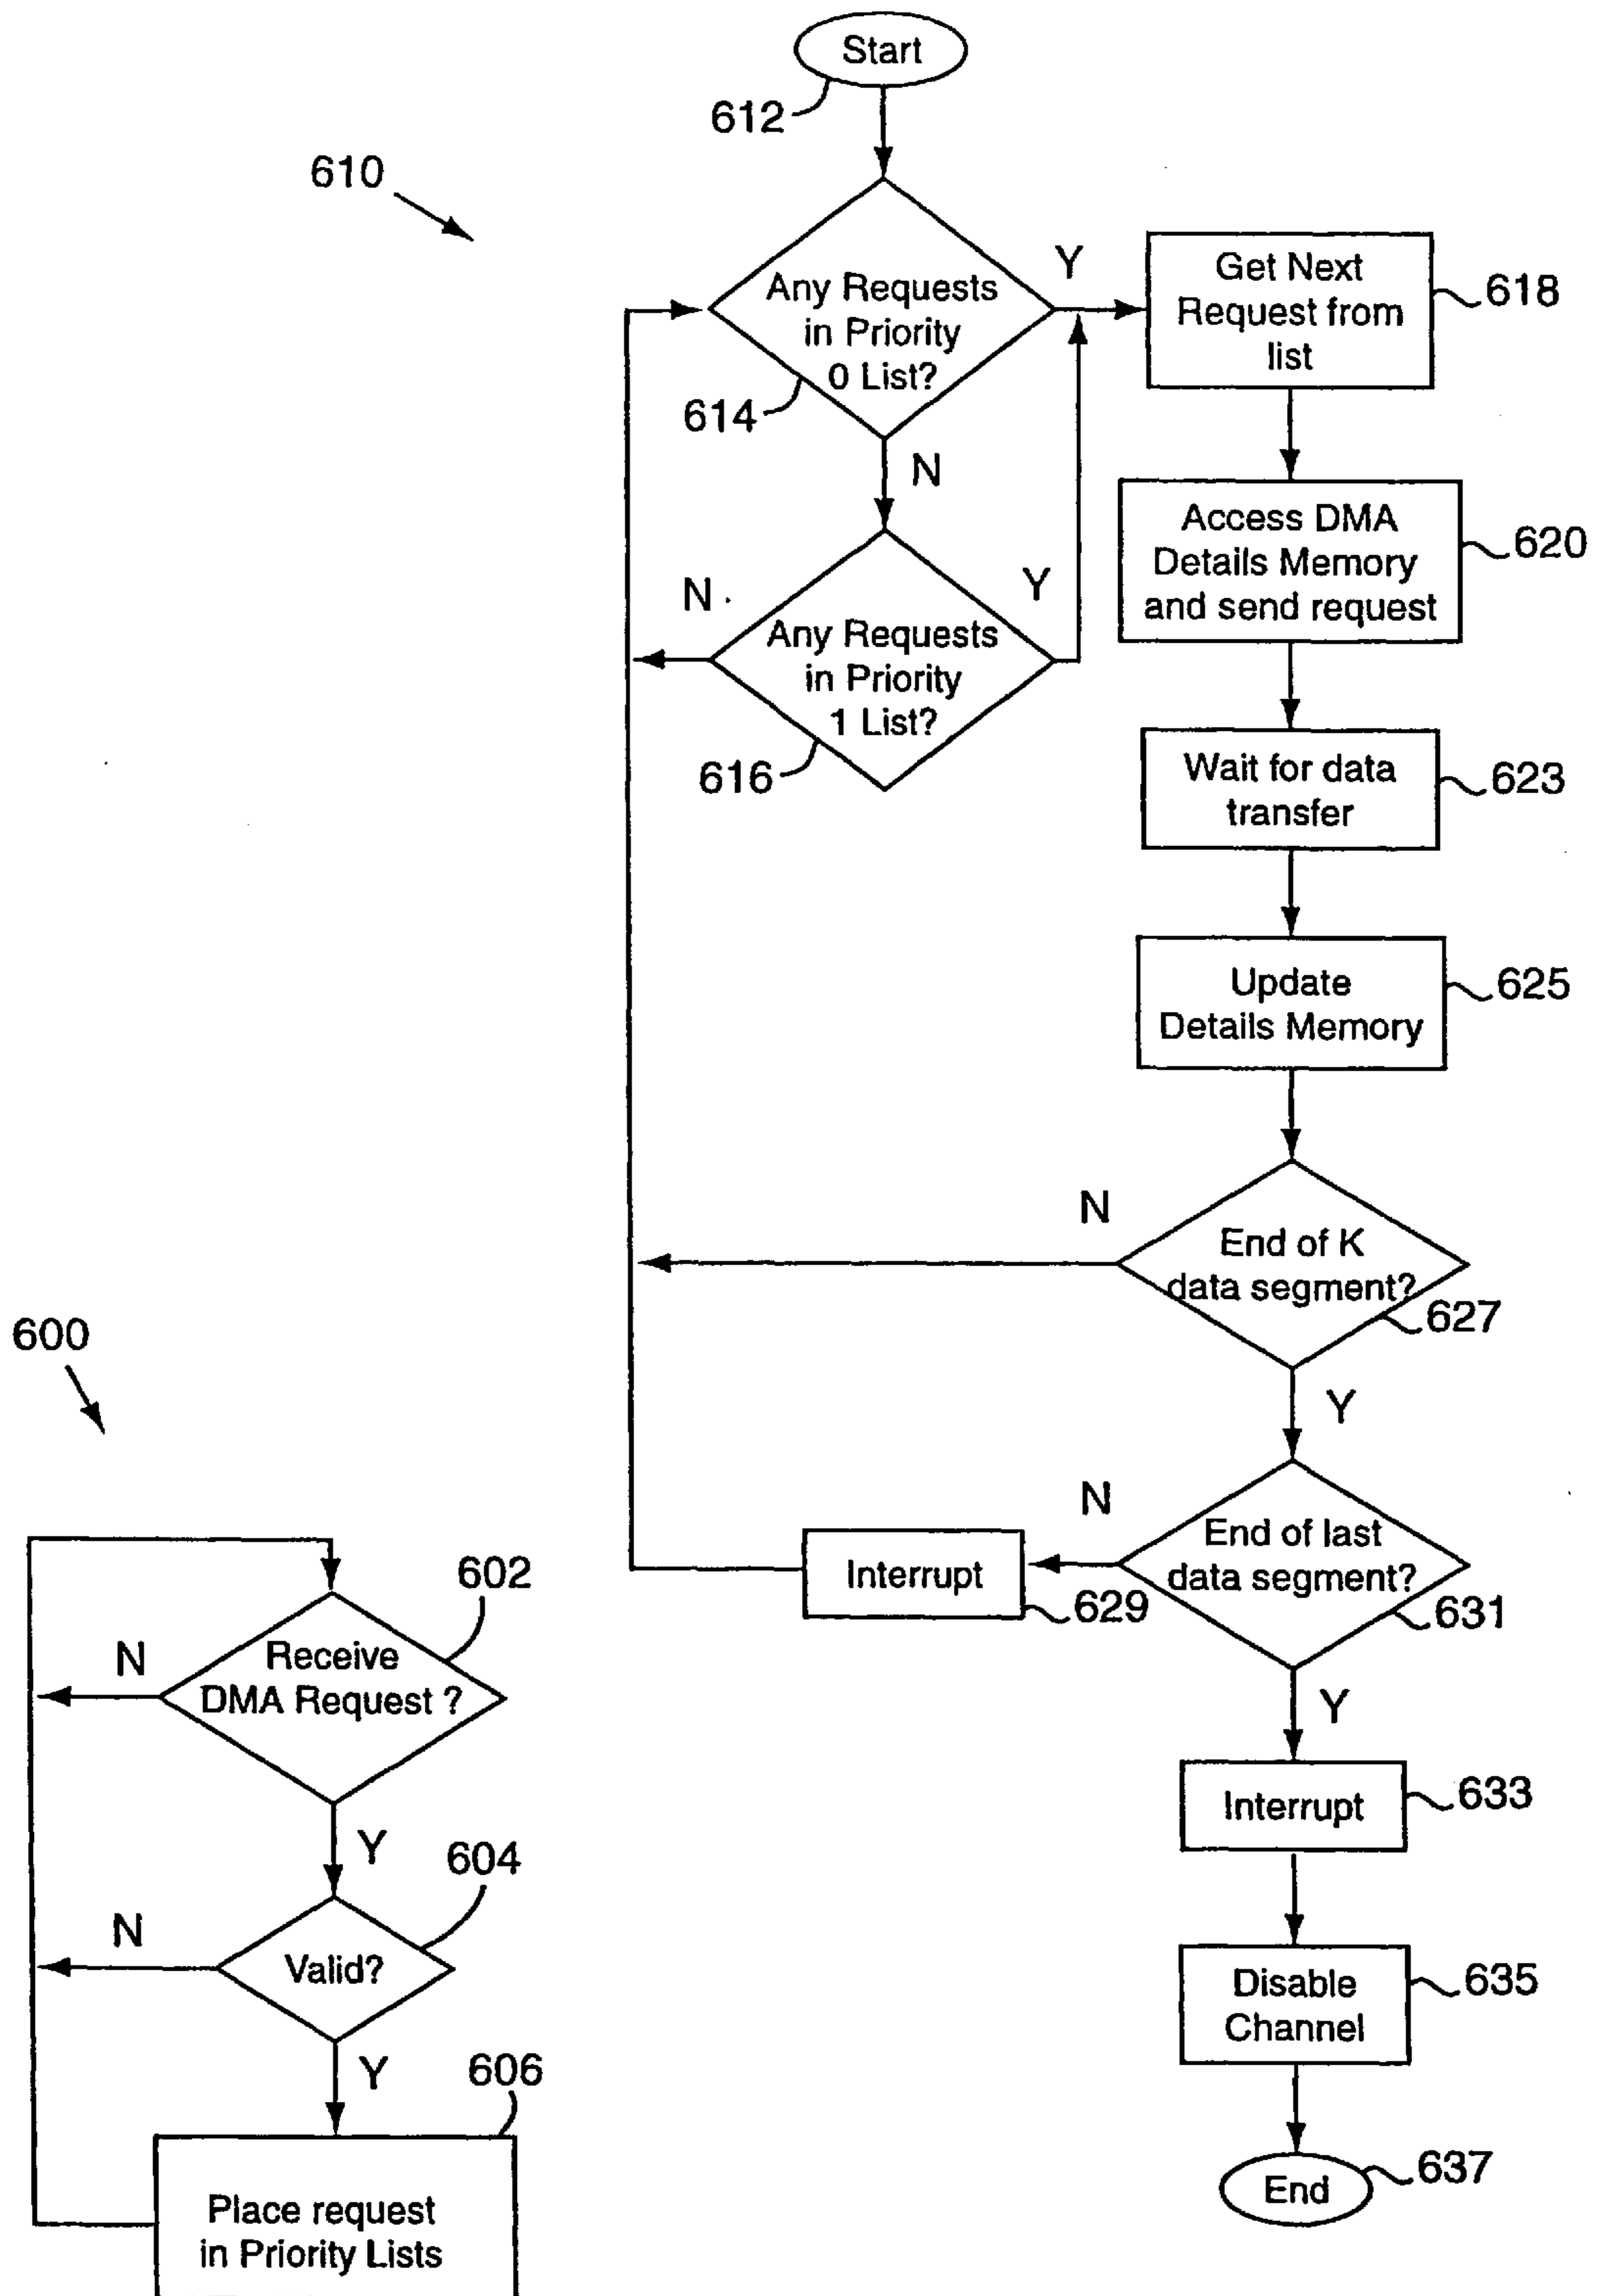 Start
612
610
Any Requests
in Priority
0 List?
614
Y
N
Get Next
Request from
list
618
Any Requests
in Priority
1 List?
616
N
Y
Access DMA
Details Memory
and send request
620
Wait for data
transfer
623
Update
Details Memory
625
End of K
data segment?
627
N
Y
End of last
data segment?
631
N
Y
Interrupt
629
Interrupt
633
Disable
Channel
635
End
637
600
Receive
DMA Request ?
602
N
Y
Valid?
604
N
Y
606
Place request
in Priority Lists